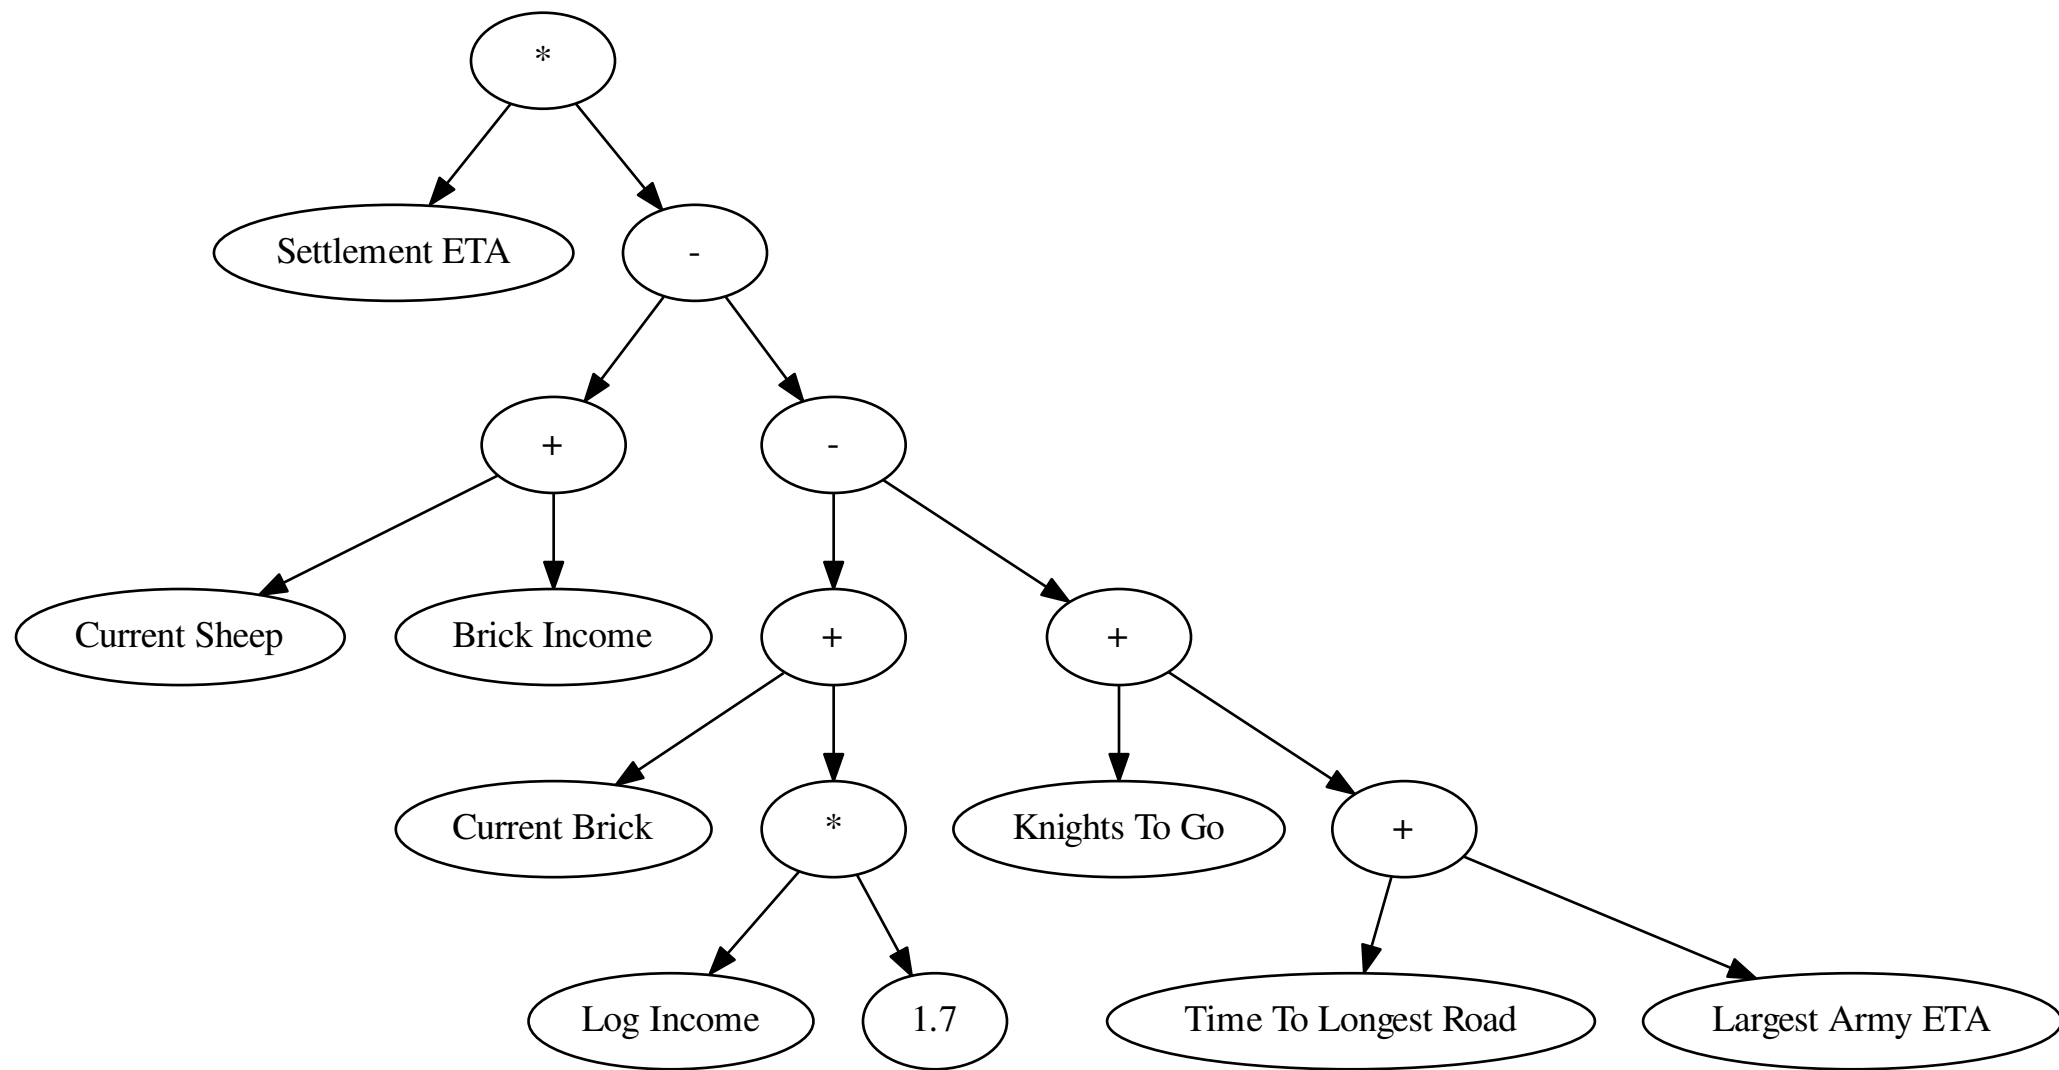 *
Settlement ETA
-
+
-
Current Sheep
Brick Income
+
+
Current Brick
*
Knights To Go
+
Log Income
1.7
Time To Longest Road
Largest Army ETA